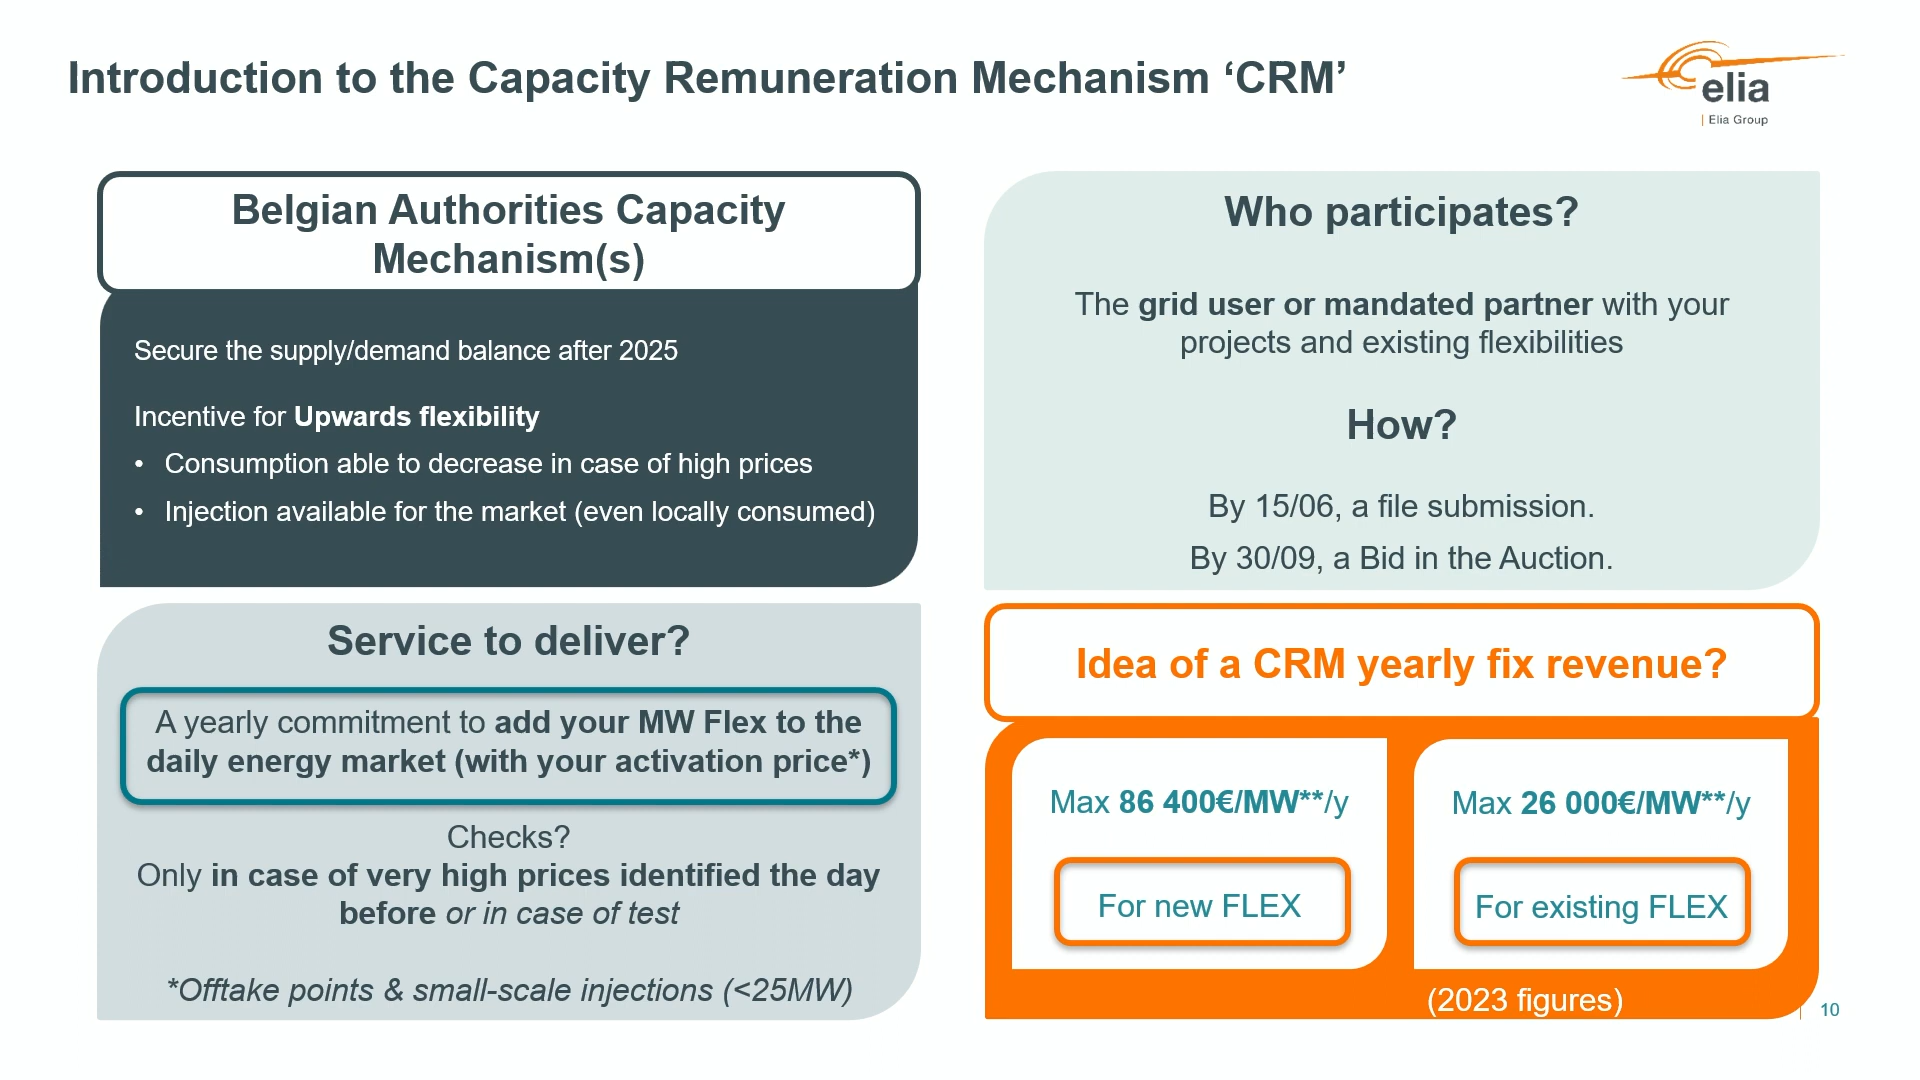 Introduction to the Capacity Remuneration Mechanism ‘CRM’
elia
| Elia Group
Belgian Authorities Capacity
Mechanism(s)
Secure the supply/demand balance after 2025
Incentive for Upwards flexibility
• Consumption able to decrease in case of high prices
• Injection available for the market (even locally consumed)
Who participates?
The grid user or mandated partner with your
projects and existing flexibilities
How?
By 15/06, a file submission.
By 30/09, a Bid in the Auction.
Service to deliver?
A yearly commitment to add your MW Flex to the
daily energy market (with your activation price*)
Checks?
Only in case of very high prices identified the day
before or in case of test
*Offtake points & small-scale injections (<25MW)
Idea of a CRM yearly fix revenue?
Max 86 400€/MW**/y
For new FLEX
Max 26 000€/MW**/y
For existing FLEX
(2023 figures)
10